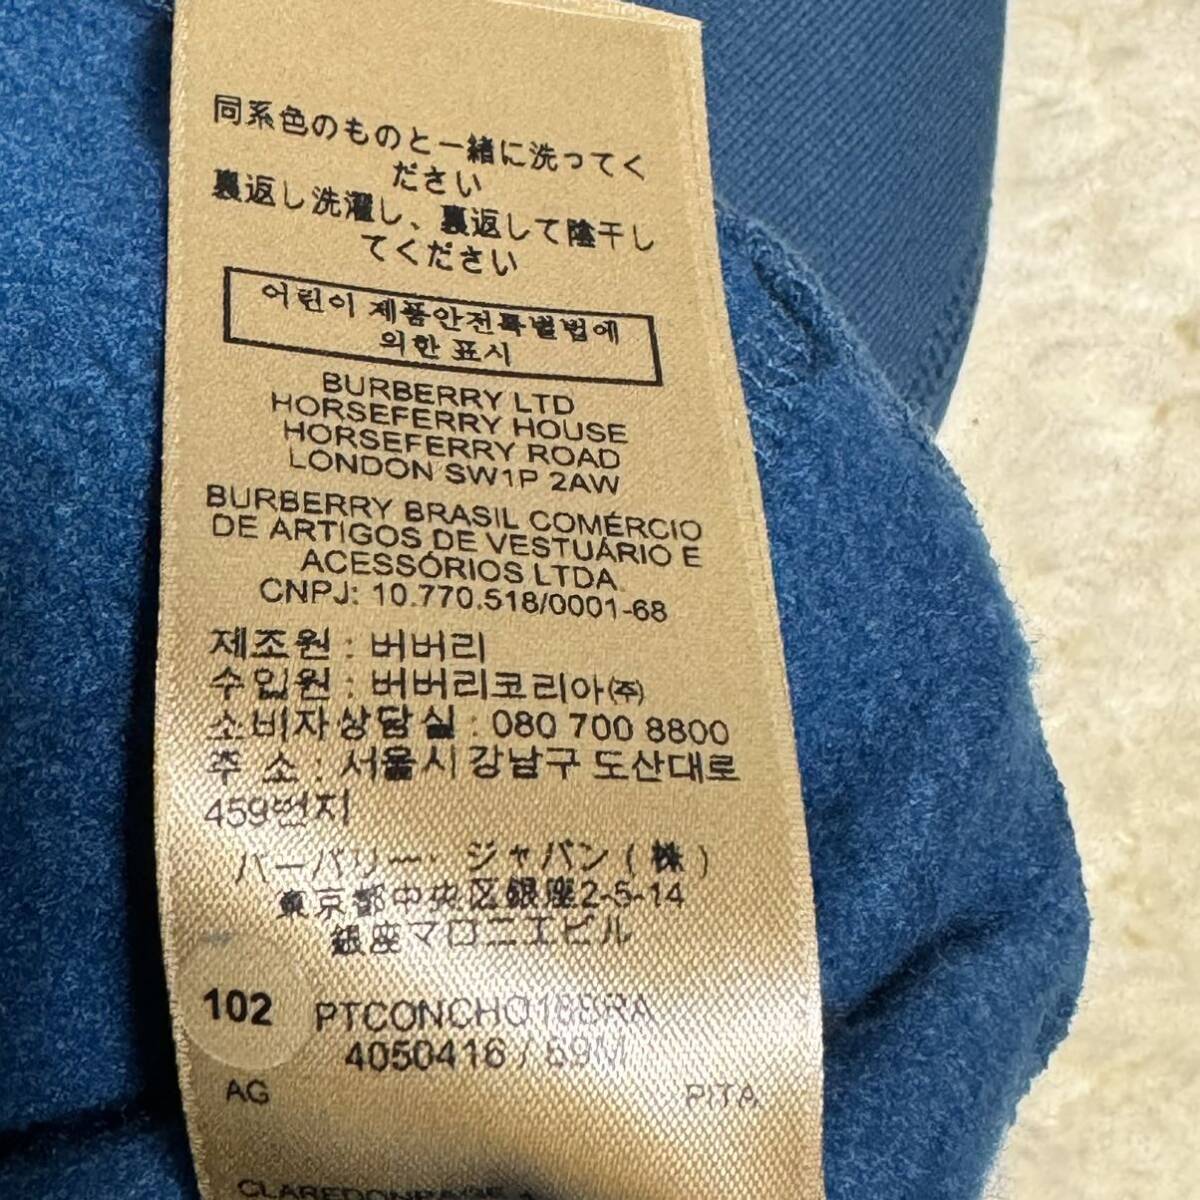 同系色のものと一緒に洗ってく
ださい
裏返し洗濯し、裏返して陰干し
てください
어린이 제품안전특별법에
의한 표시
BURBERRY LTD
HORSEFERRY HOUSE
HORSEFERRY ROAD
LONDON SW1P 2AW
BURBERRY BRASIL COMÉRCIO
DE ARTIGOS DE VESTUÁRIO E
ACESSÓRIOS LTDA
CNPJ: 10.770.518/0001-68
제조원 : 버버리
수입원 : 버버리코리아㈜
소비자상담실 : 080 700 8800
주 소 : 서울시 강남구 도산대로
459번지
バーバリー・ジャパン(株)
東京都中央区銀座2-5-14
銀座マロニエビル
102 PTCONCHO18BRA
4050416 / 89M
AG PITA